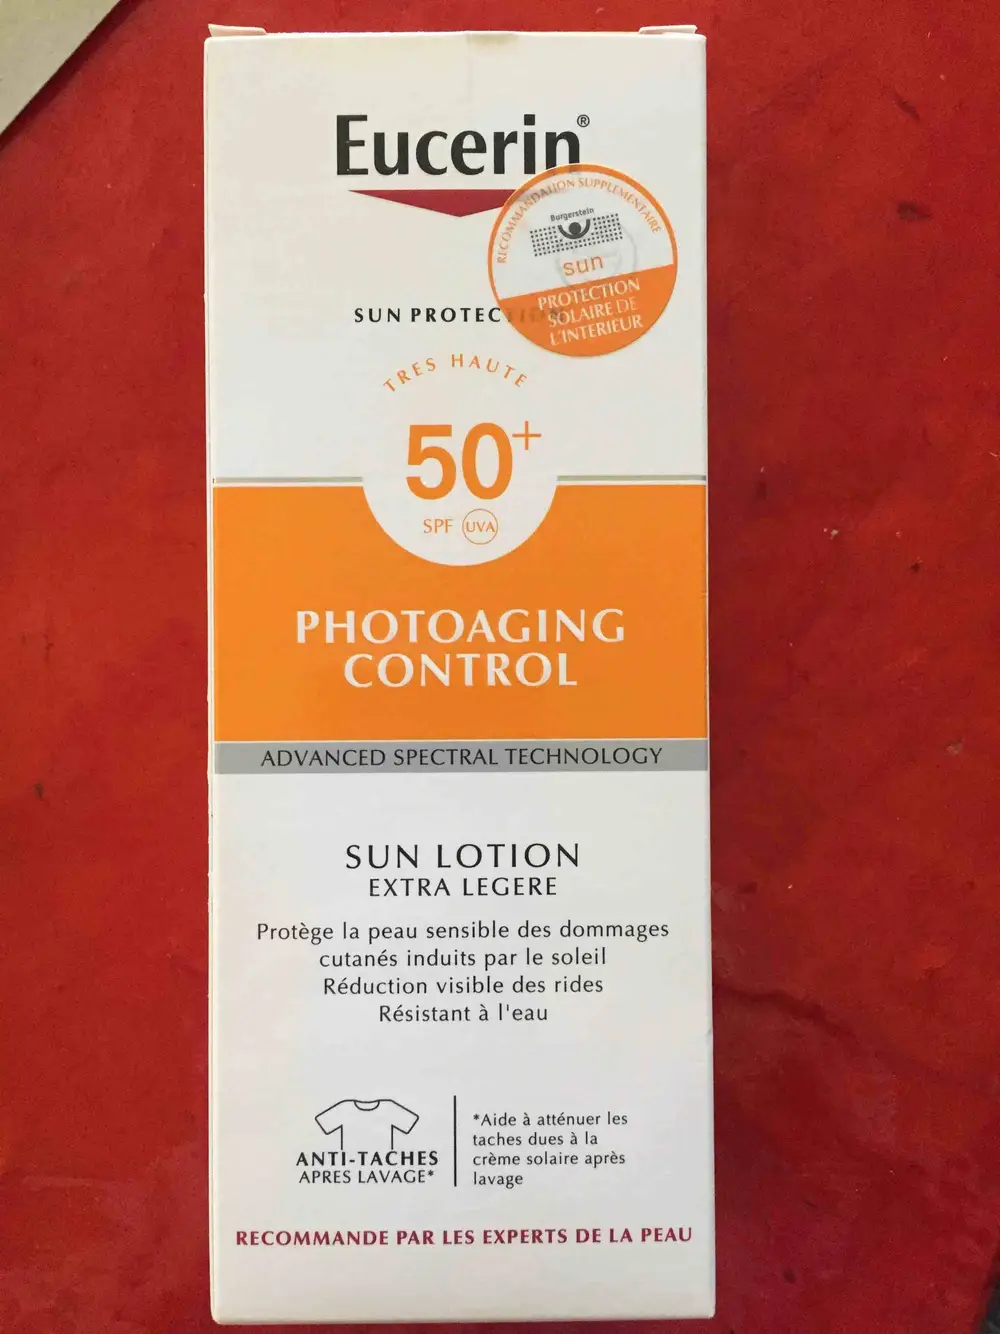 Eucerin®
RECOMMANDATION SUPPLEMENTAIRE
Burgerstein
sun
PROTECTION
SOLAIRE DE
L'INTERIEUR
SUN PROTECTION
TRES HAUTE
50+
SPF UVA
PHOTOAGING
CONTROL
ADVANCED SPECTRAL TECHNOLOGY
SUN LOTION
EXTRA LEGERE
Protège la peau sensible des dommages
cutanés induits par le soleil
Réduction visible des rides
Résistant à l'eau
ANTI-TACHES
APRES LAVAGE*
*Aide à atténuer les
taches dues à la
crème solaire après
lavage
RECOMMANDE PAR LES EXPERTS DE LA PEAU